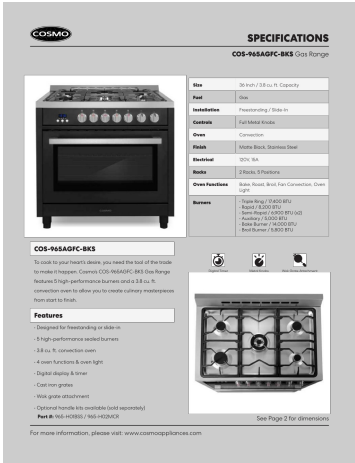 COSMO
SPECIFICATIONS
COS-965AGFC-BKS Gas Range
Size 36 inch / 3.8 cu. ft. Capacity
Fuel Gas
Installation Freestanding / Slide-In
Controls Full Metal Knobs
Oven Convection
Finish Matte Black, Stainless Steel
Electrical 120V, 15A
Racks 2 Racks, 5 Positions
Oven Functions Bake, Roast, Broil, Fan Convection, Oven
Light
Burners - Triple Ring / 17,400 BTU
- Rapid / 8,200 BTU
- Semi-Rapid / 6,900 BTU (x2)
- Auxiliary / 5,000 BTU
- Bake Burner / 14,000 BTU
- Broil Burner / 5,800 BTU
COS-965AGFC-BKS
To cook to your heart's desire, you need the tool of the trade
to make it happen. Cosmo's COS-965AGFC-BKS Gas Range
features 5 high-performance burners and a 3.8 cu. ft.
convection oven to allow you to create culinary masterpieces
from start to finish.
Features
- Designed for freestanding or slide-in
- 5 high-performance sealed burners
- 3.8 cu. ft. convection oven
- 4 oven functions & oven light
- Digital display & timer
- Cast iron grates
- Wok grate attachment
- Optional handle kits available (sold separately)
Part #: 965-H01BSS / 965-H02MCR
See Page 2 for dimensions
For more information, please visit: www.cosmoappliances.com